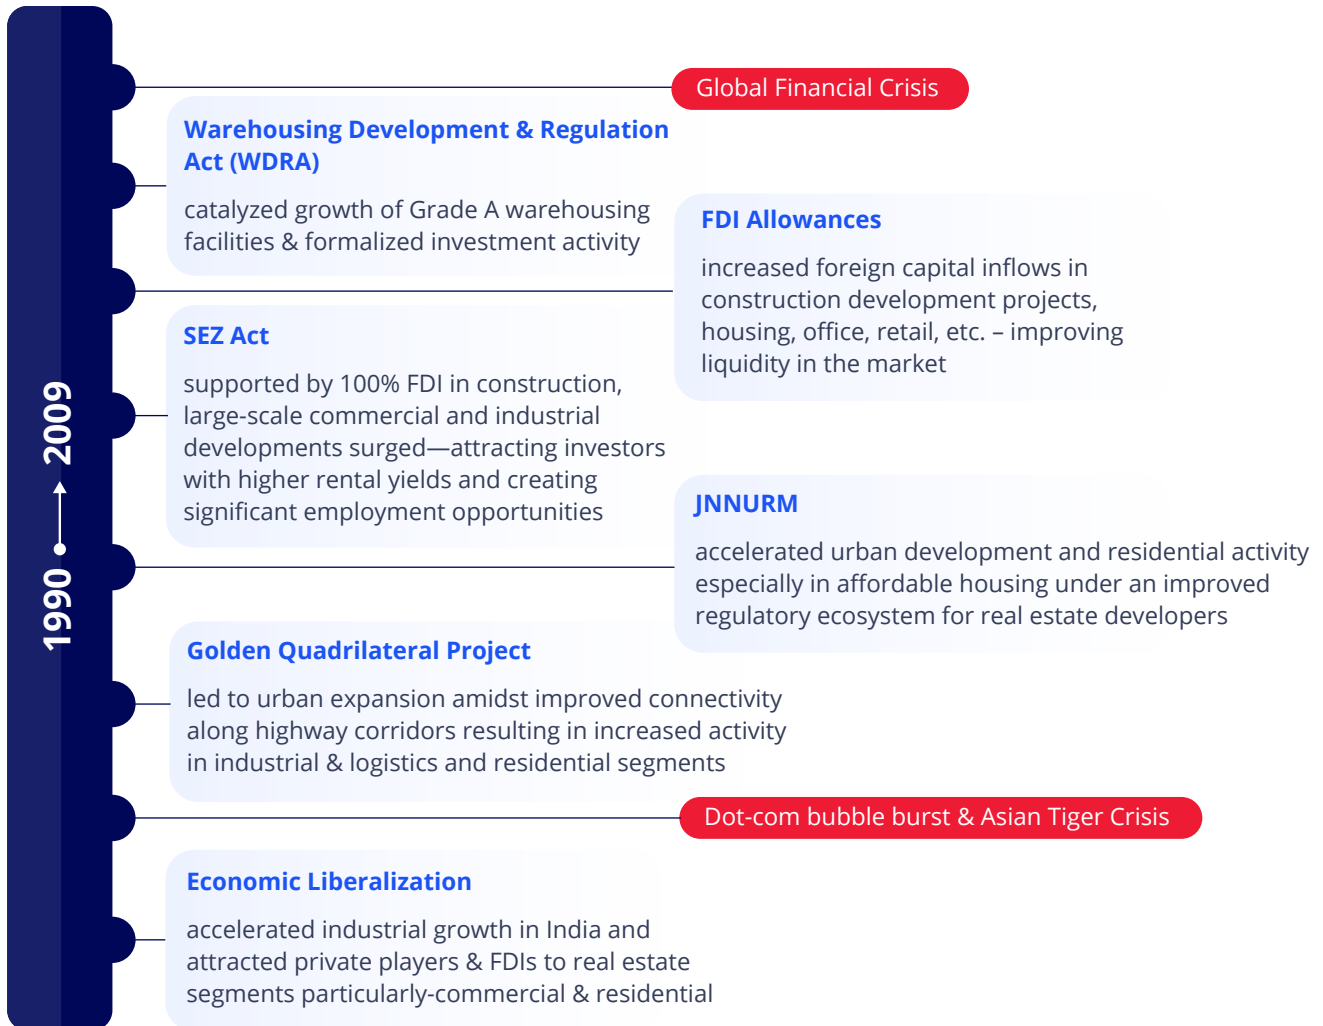 Global Financial Crisis
Warehousing Development & Regulation
Act (WDRA)
catalyzed growth of Grade A warehousing
facilities & formalized investment activity
FDI Allowances
increased foreign capital inflows in
construction development projects,
housing, office, retail, etc. – improving
liquidity in the market
SEZ Act
supported by 100% FDI in construction,
large-scale commercial and industrial
developments surged—attracting investors
with higher rental yields and creating
significant employment opportunities
JNNURM
accelerated urban development and residential activity
especially in affordable housing under an improved
regulatory ecosystem for real estate developers
Golden Quadrilateral Project
led to urban expansion amidst improved connectivity
along highway corridors resulting in increased activity
in industrial & logistics and residential segments
Dot-com bubble burst & Asian Tiger Crisis
Economic Liberalization
accelerated industrial growth in India and
attracted private players & FDIs to real estate
segments particularly-commercial & residential
1990 2009